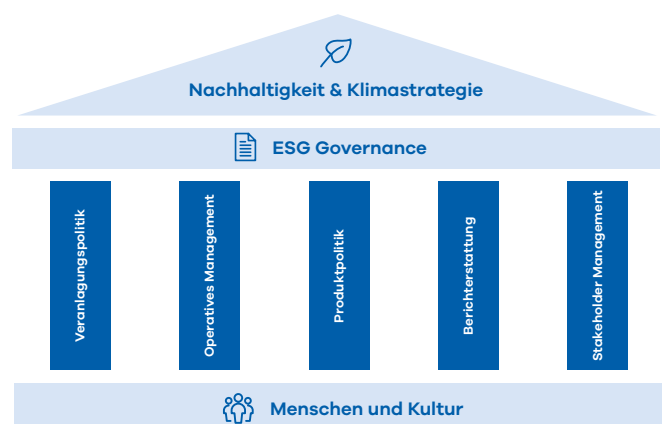 Nachhaltigkeit & Klimastrategie
ESG Governance
Veranlagungspolitik
Operatives Management
Produktpolitik
Berichterstattung
Stakeholder Management
Menschen und Kultur